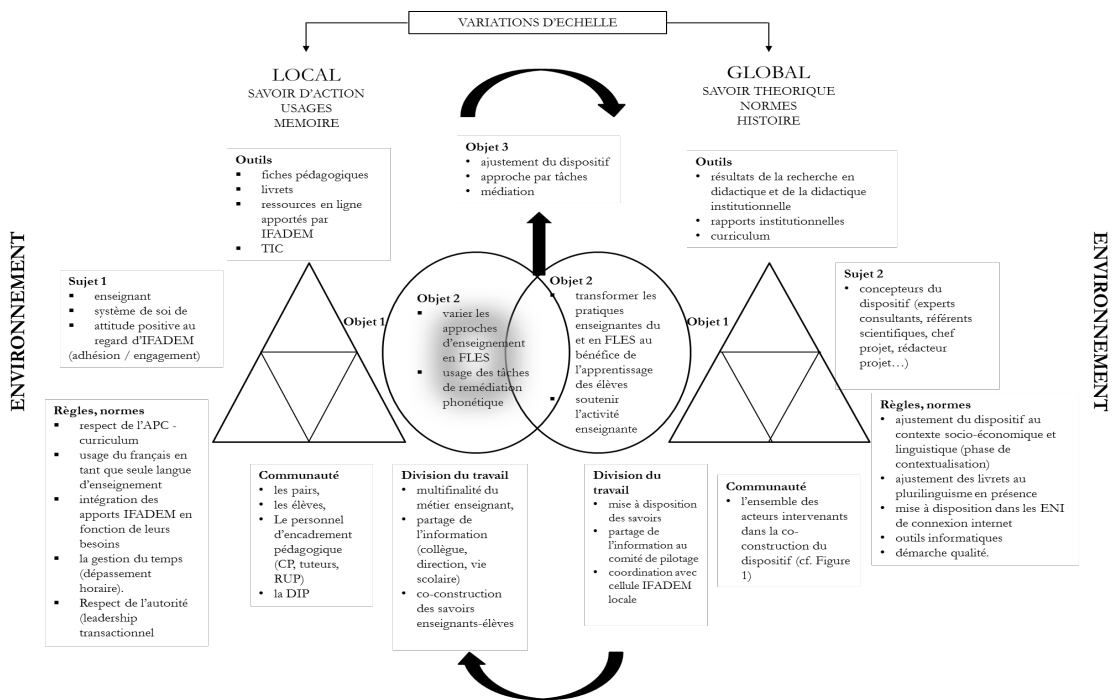 VARIATIONS D'ECHELLE
LOCAL
SAVOIR D'ACTION
USAGES
MEMOIRE
GLOBAL
SAVOIR THEORIQUE
NORMES
HISTOIRE
Objet 3
• ajustement du dispositif
• approche par tâches
• médiation
Outils
▪ fiches pédagogiques
▪ livrets
▪ ressources en ligne
apportés par
IFADEM
▪ TIC
Outils
• résultats de la recherche en
didactique et de la didactique
institutionnelle
• rapports institutionnelles
• curriculum
ENVIRONNEMENT
ENVIRONNEMENT
Sujet 1
▪ enseignant
▪ système de soi de
▪ attitude positive au
regard d'IFADEM
(adhésion / engagement)
Objet 1
Objet 2
▪ varier les
approches
d'enseignement
en FLES
▪ usage des tâches
de remédiation
phonétique
Objet 2
▪ transformer les
pratiques
enseignantes du
et en FLES au
bénéfice de
l'apprentissage
des élèves
▪ soutenir
l'activité
enseignante
Objet 1
Sujet 2
• concepteurs du
dispositif (experts
consultants, référents
scientifiques, chef
projet, rédacteur
projet…)
Règles, normes
▪ respect de l'APC -
curriculum
▪ usage du français en
tant que seule langue
d'enseignement
▪ intégration des
apports IFADEM en
fonction de leurs
besoins
▪ la gestion du temps
(dépassement
horaire).
▪ Respect de l'autorité
(leadership
transactionnel
Communauté
• les pairs,
• les élèves,
• Le personnel
d'encadrement
pédagogique
(CP, tuteurs,
RUP)
• la DIP
Division du travail
• multifinalité du
métier enseignant,
• partage de
l'information
(collègue,
direction, vie
scolaire)
• co-construction
des savoirs
enseignants-élèves
Division du
travail
• mise à disposition
des savoirs
• partage de
l'information au
comité de pilotage
• coordination avec
cellule IFADEM
locale
Communauté
• l'ensemble des
acteurs intervenants
dans la co-
construction du
dispositif (cf. Figure
1)
Règles, normes
• ajustement du dispositif au
contexte socio-économique et
linguistique (phase de
contextualisation)
• ajustement des livrets au
plurilinguisme en présence
• mise à disposition dans les ENI
de connexion internet
• outils informatiques
• démarche qualité.